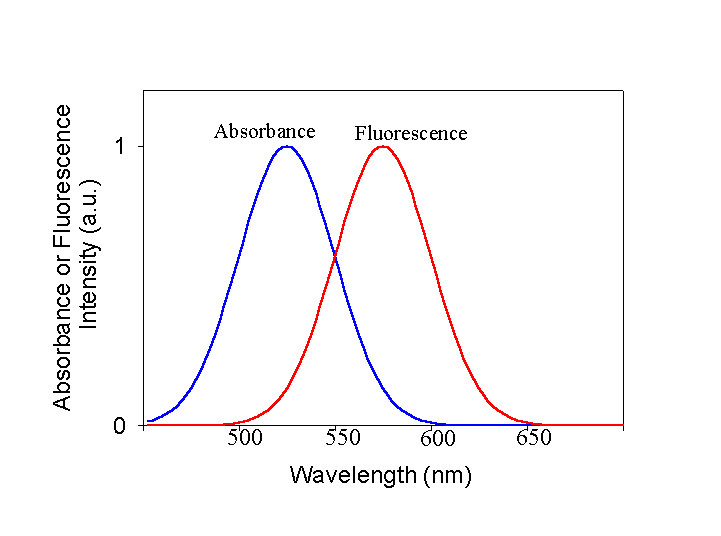 Absorbance or Fluorescence
Intensity (a.u.)
Absorbance
Fluorescence
1
0
500
550
600
650
Wavelength (nm)